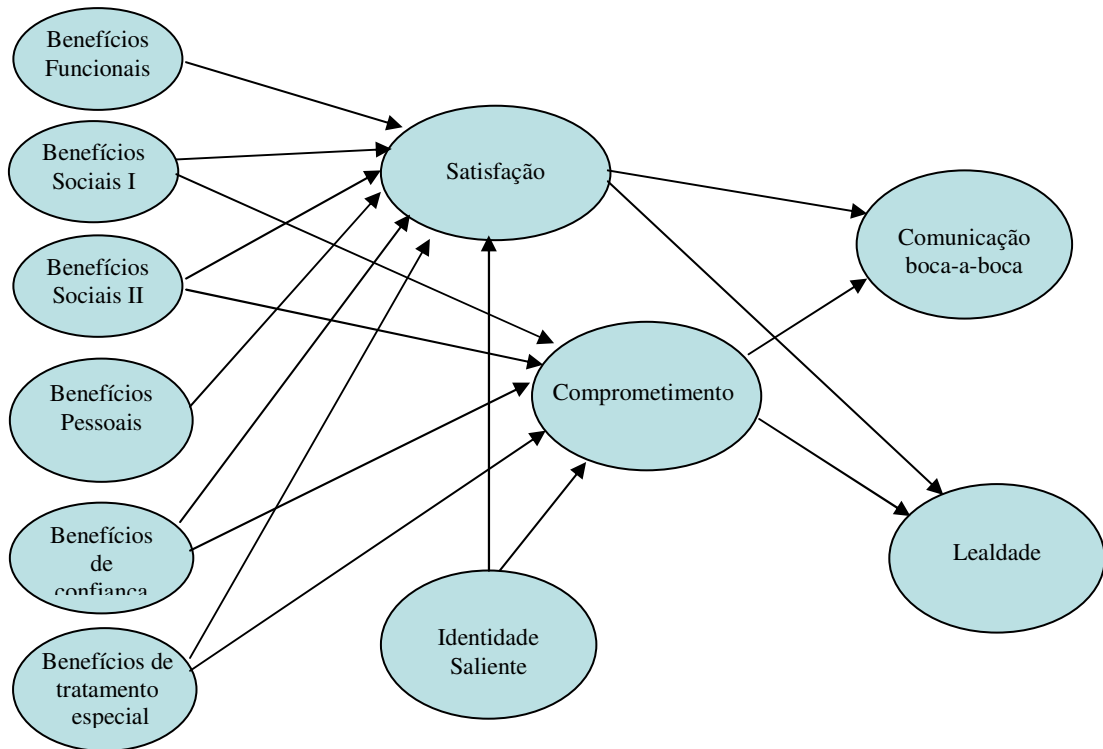 Benefícios
Funcionais
Benefícios
Sociais I
Benefícios
Sociais II
Benefícios
Pessoais
Benefícios
de
confiança
Benefícios de
tratamento
especial
Satisfação
Comprometimento
Identidade
Saliente
Comunicação
boca-a-boca
Lealdade